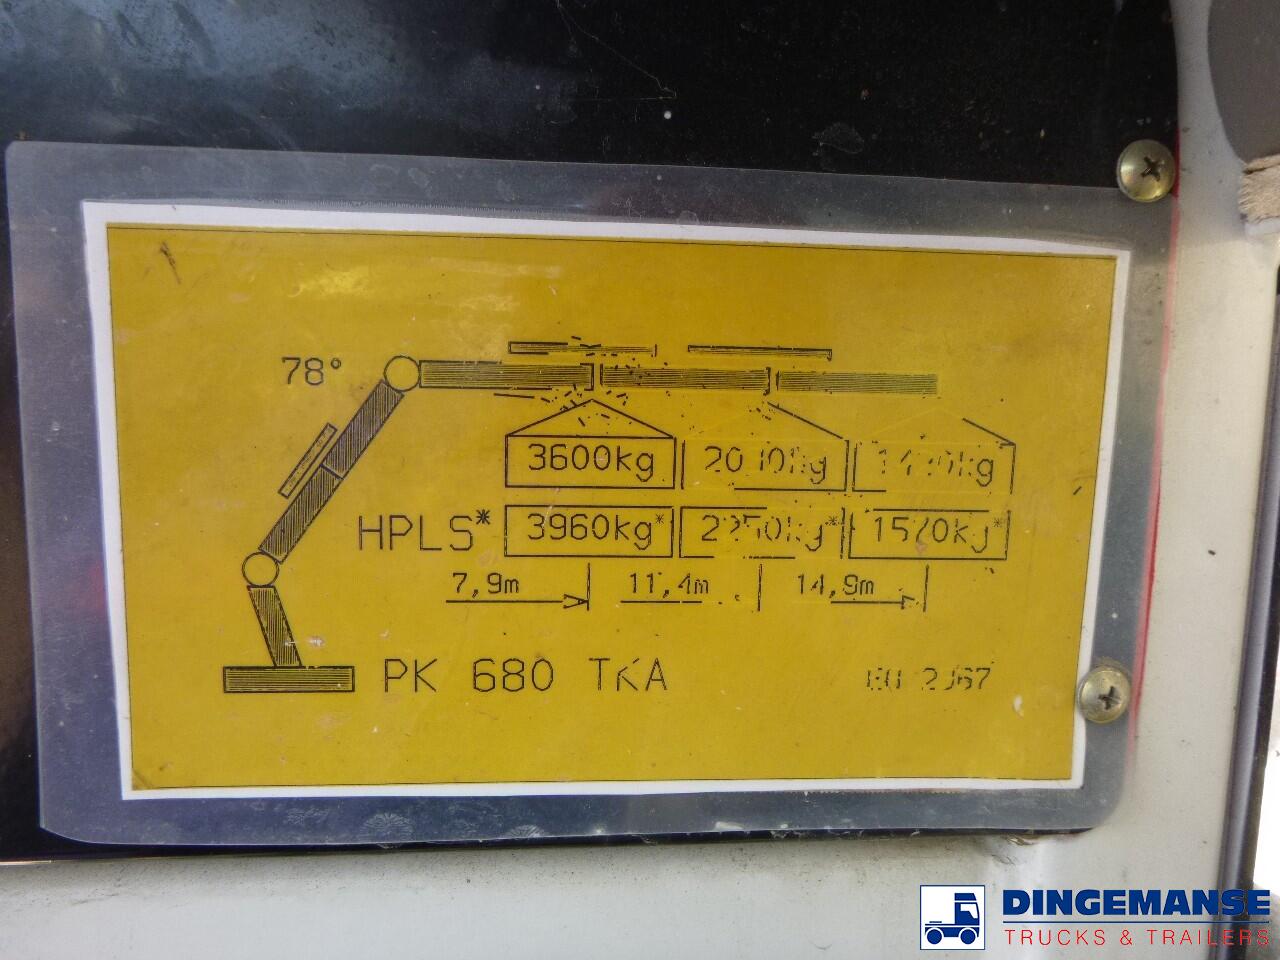 78°
3600kg
HPLS* 3960kg* 1570kg*
7,9m 11,4m 14,9m
PK 680 TKA
DINGEMANSE
TRUCKS & TRAILERS